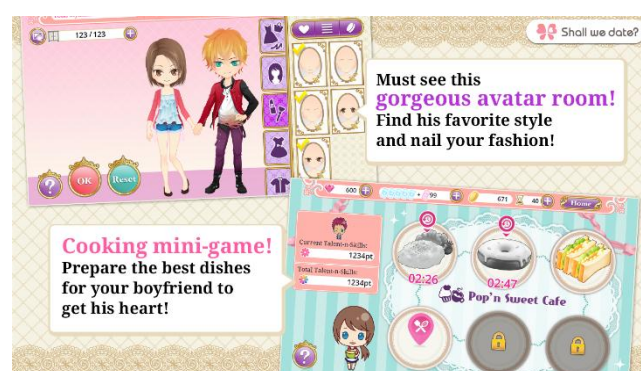 123 / 123
Shall we date?
OK
Reset
?
Must see this
gorgeous avatar room!
Find his favorite style
and nail your fashion!
Cooking mini-game!
Prepare the best dishes
for your boyfriend to
get his heart!
600
99
671
40
Home
Current Talent-n-Skills:
1234pt
Total Talent-n-Skills:
1234pt
02:26
02:47
Pop'n Sweet Cafe
?